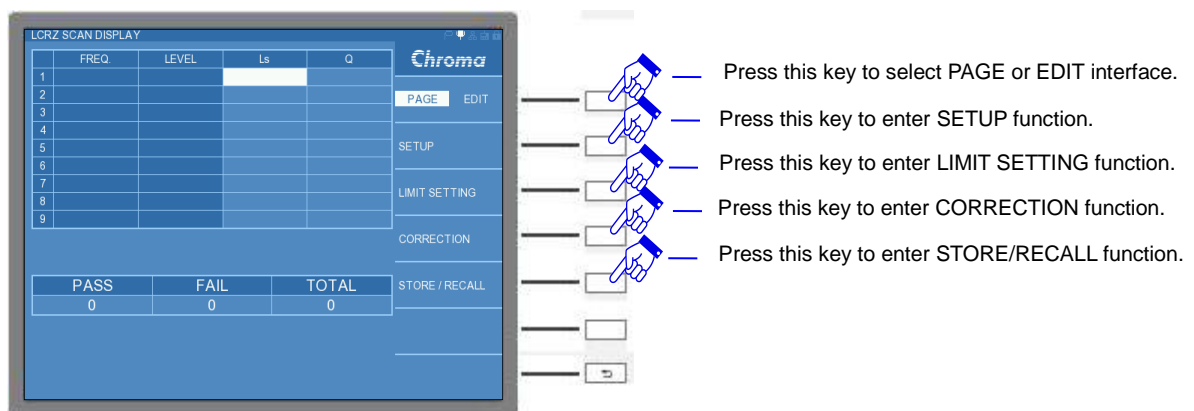 LCRZ SCAN DISPLAY
FREQ. LEVEL Ls Q
1
2
3
4
5
6
7
8
9
PASS FAIL TOTAL
0 0 0
Chroma
PAGE EDIT
SETUP
LIMIT SETTING
CORRECTION
STORE / RECALL
Press this key to select PAGE or EDIT interface.
Press this key to enter SETUP function.
Press this key to enter LIMIT SETTING function.
Press this key to enter CORRECTION function.
Press this key to enter STORE/RECALL function.